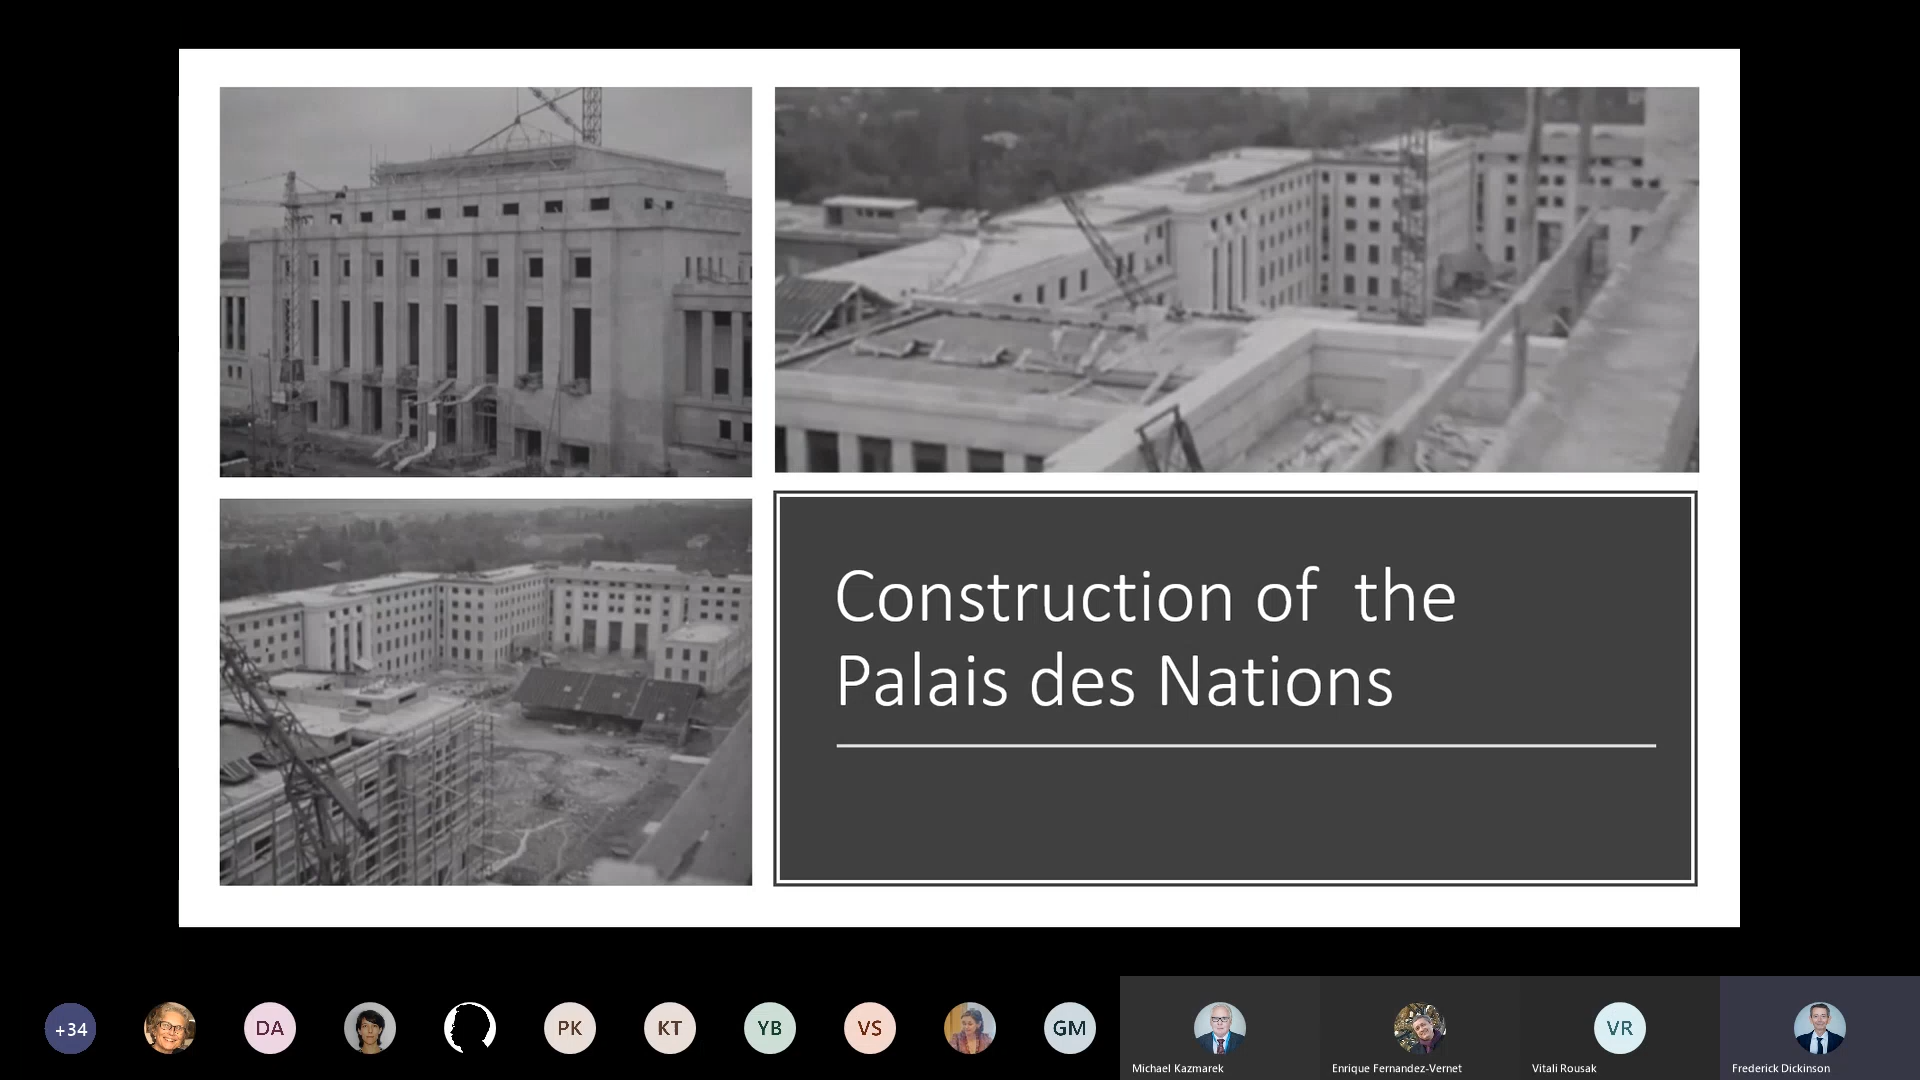 Construction of  the
Palais des Nations
+34
DA
PK
KT
YB
VS
GM
VR
Michael Kazmarek
Enrique Fernandez-Vernet
Vitali Rousak
Frederick Dickinson